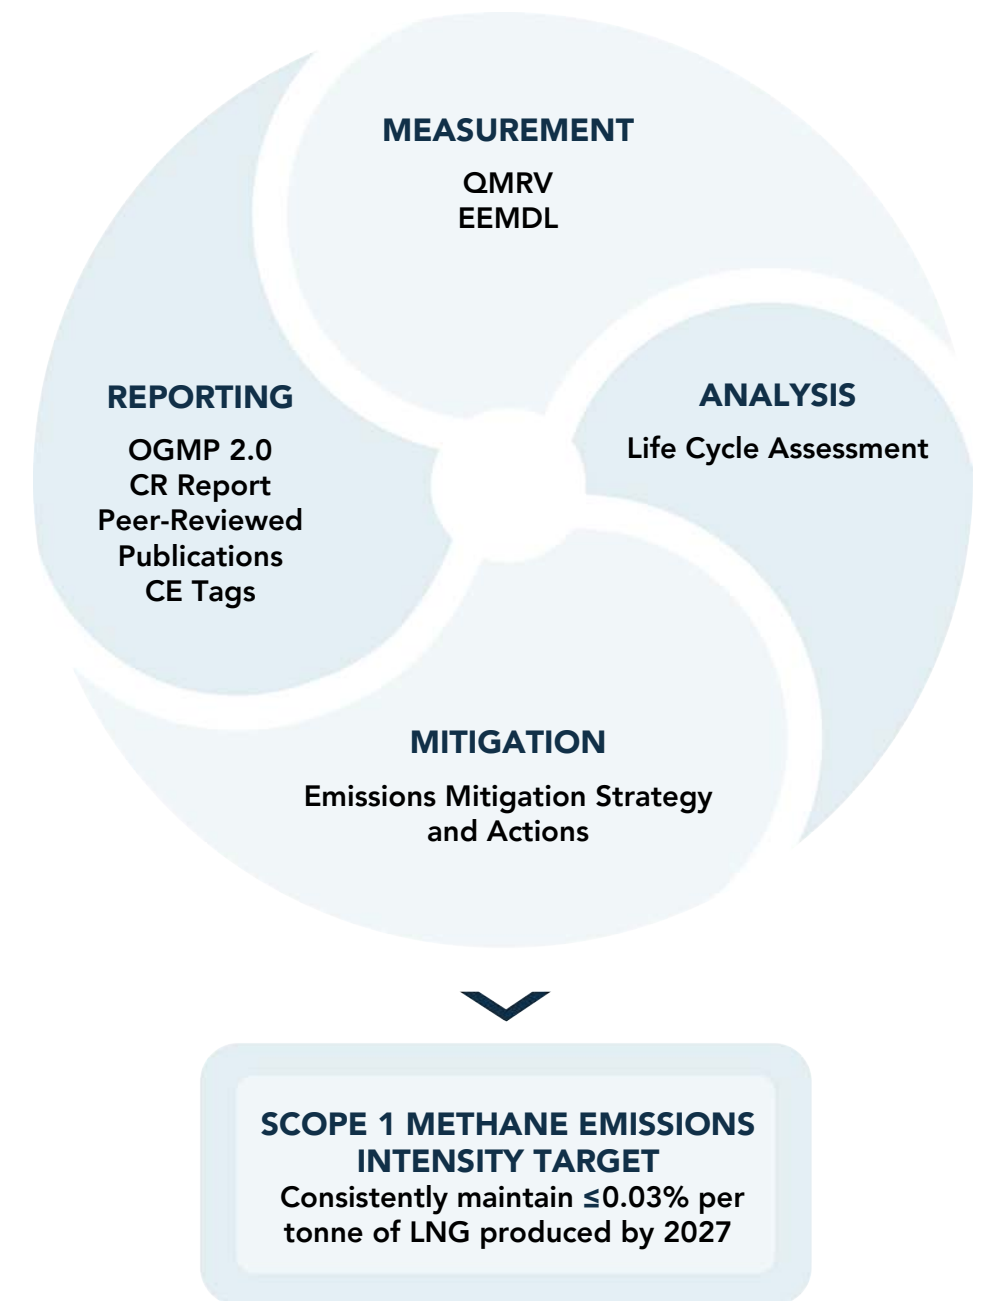 MEASUREMENT
QMRV
EEMDL
ANALYSIS
Life Cycle Assessment
REPORTING
OGMP 2.0
CR Report
Peer-Reviewed
Publications
CE Tags
MITIGATION
Emissions Mitigation Strategy
and Actions
SCOPE 1 METHANE EMISSIONS
INTENSITY TARGET
Consistently maintain ≤0.03% per
tonne of LNG produced by 2027